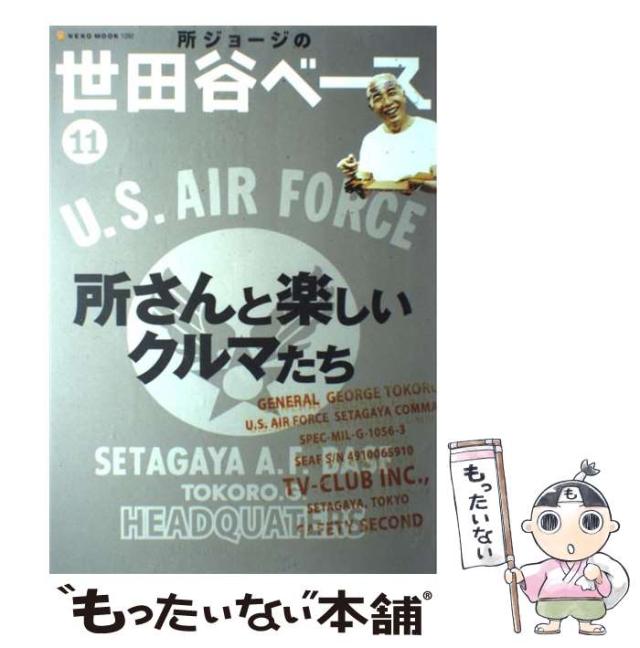 NEKO MOOK 1292
所ジョージの
世田谷ベース
11
U.S. AIR FORCE
所さんと楽しい
クルマたち
GENERAL GEORGE TOKORO
U.S. AIR FORCE SETAGAYA COMMA
SPEC-MIL-G-1056-3
SEAF S/N 4910065910
SETAGAYA A.F. BASE
TV-CLUB INC.,
TOKORO.G
SETAGAYA, TOKYO
HEADQUATERS
SAFETY SECOND
もったいない
も
“もったいない”本舗®